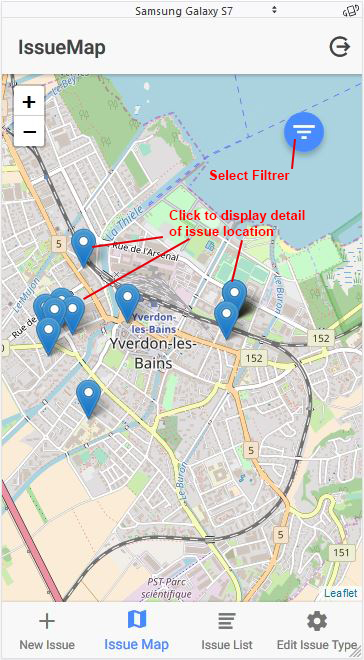 Samsung Galaxy S7
IssueMap
+
−
Select Filtrer
La Thièle
Click to display detail
of issue location
5
Rue de l'Arsenal
Le Mujon
Le Buron
Rue de
Yverdon
les-Bains
Yverdon-les-
Bains
152
152
5
Le Buron
5
151
PST-Parc
scientifique
Leaflet
New Issue
Issue Map
Issue List
Edit Issue Type